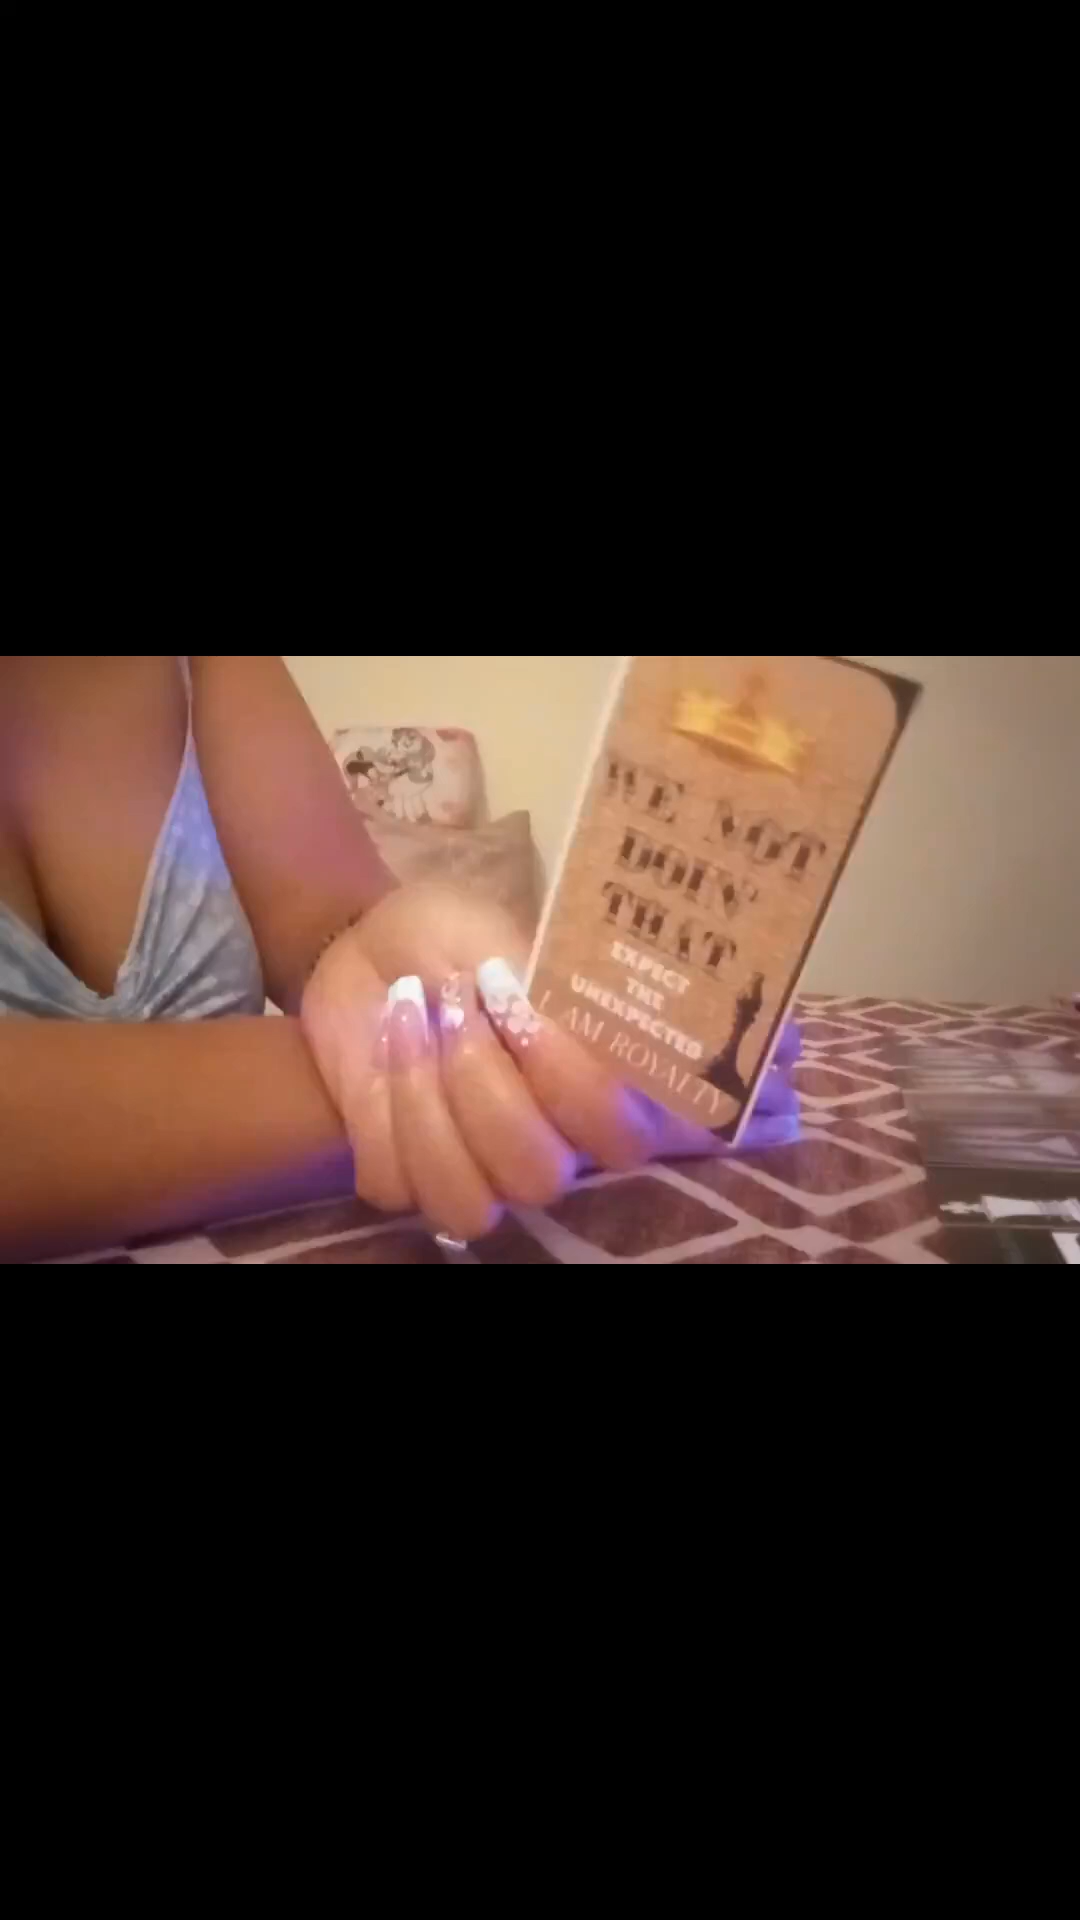 WE NOT
DOIN'
THAT
EXPECT
THE
UNEXPECTED
I AM ROYALTY